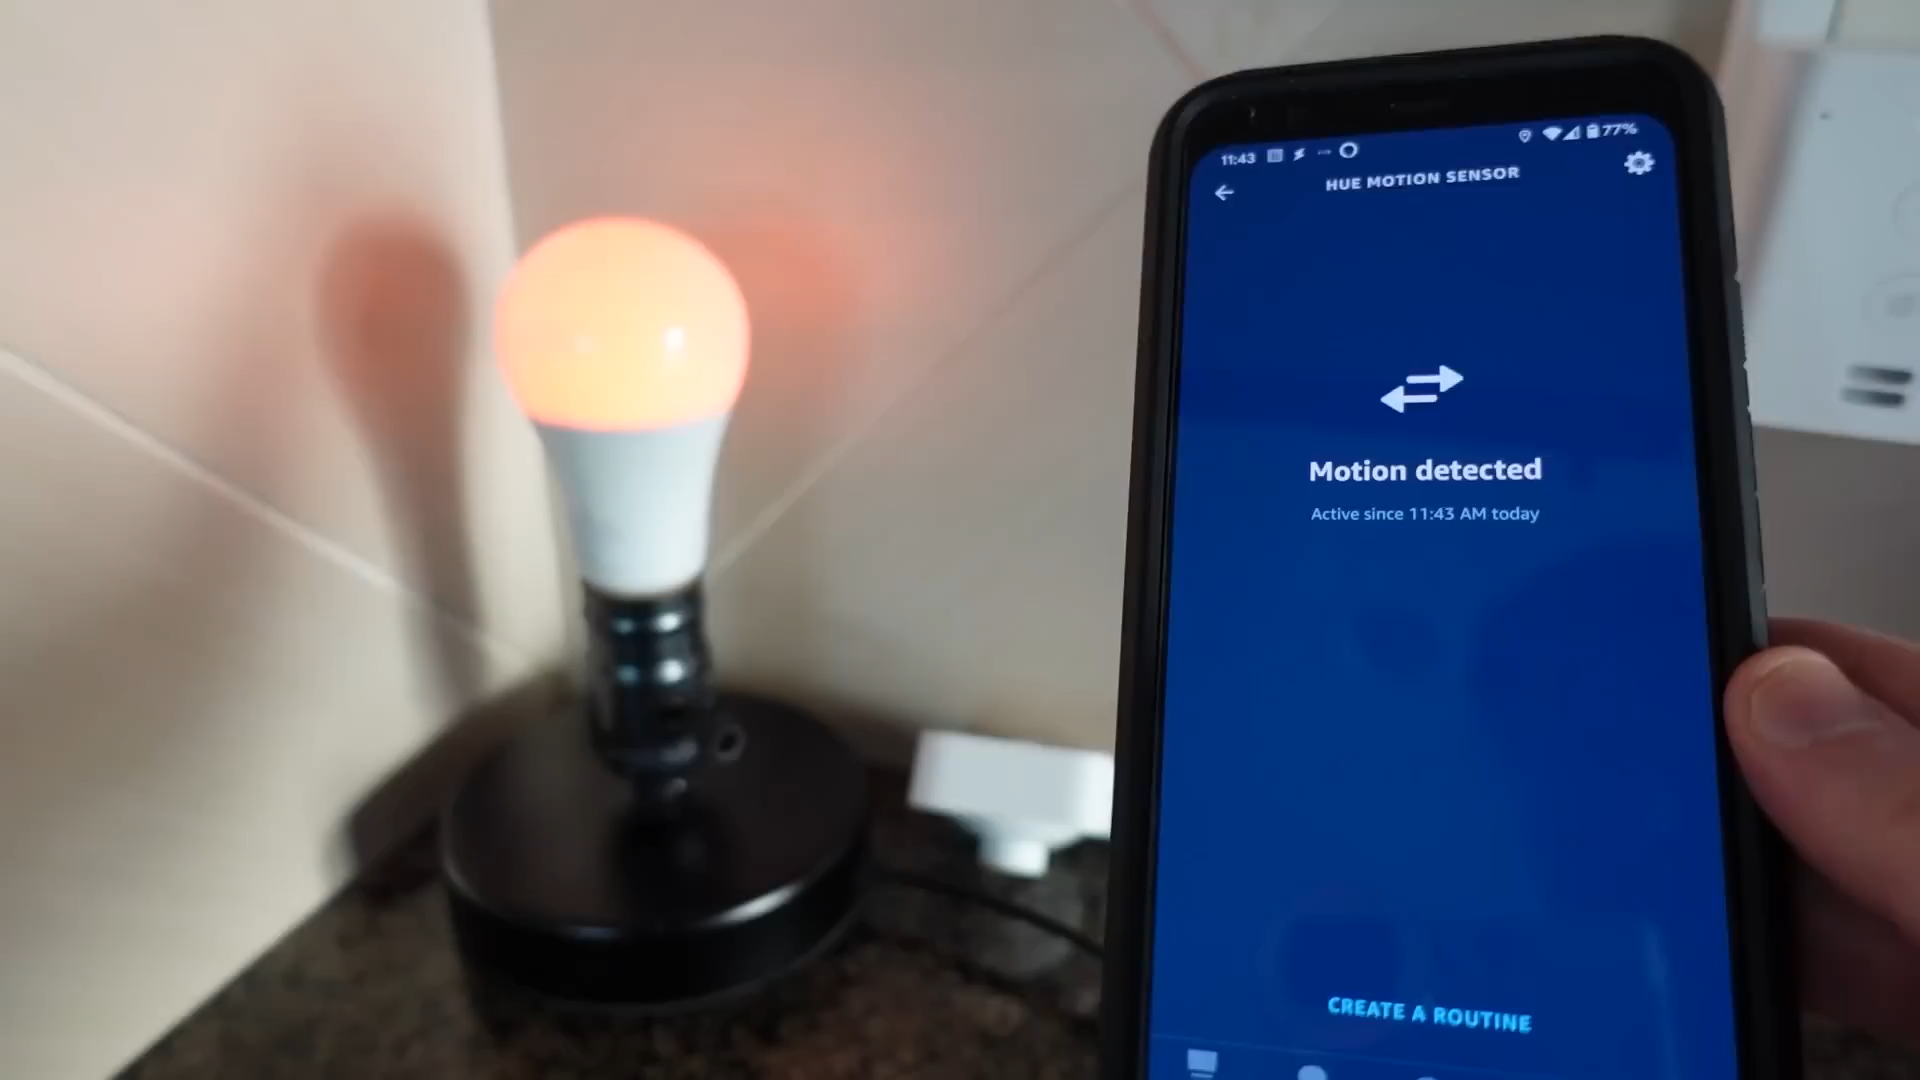 11:43
77%
HUE MOTION SENSOR
Motion detected
Active since 11:43 AM today
CREATE A ROUTINE